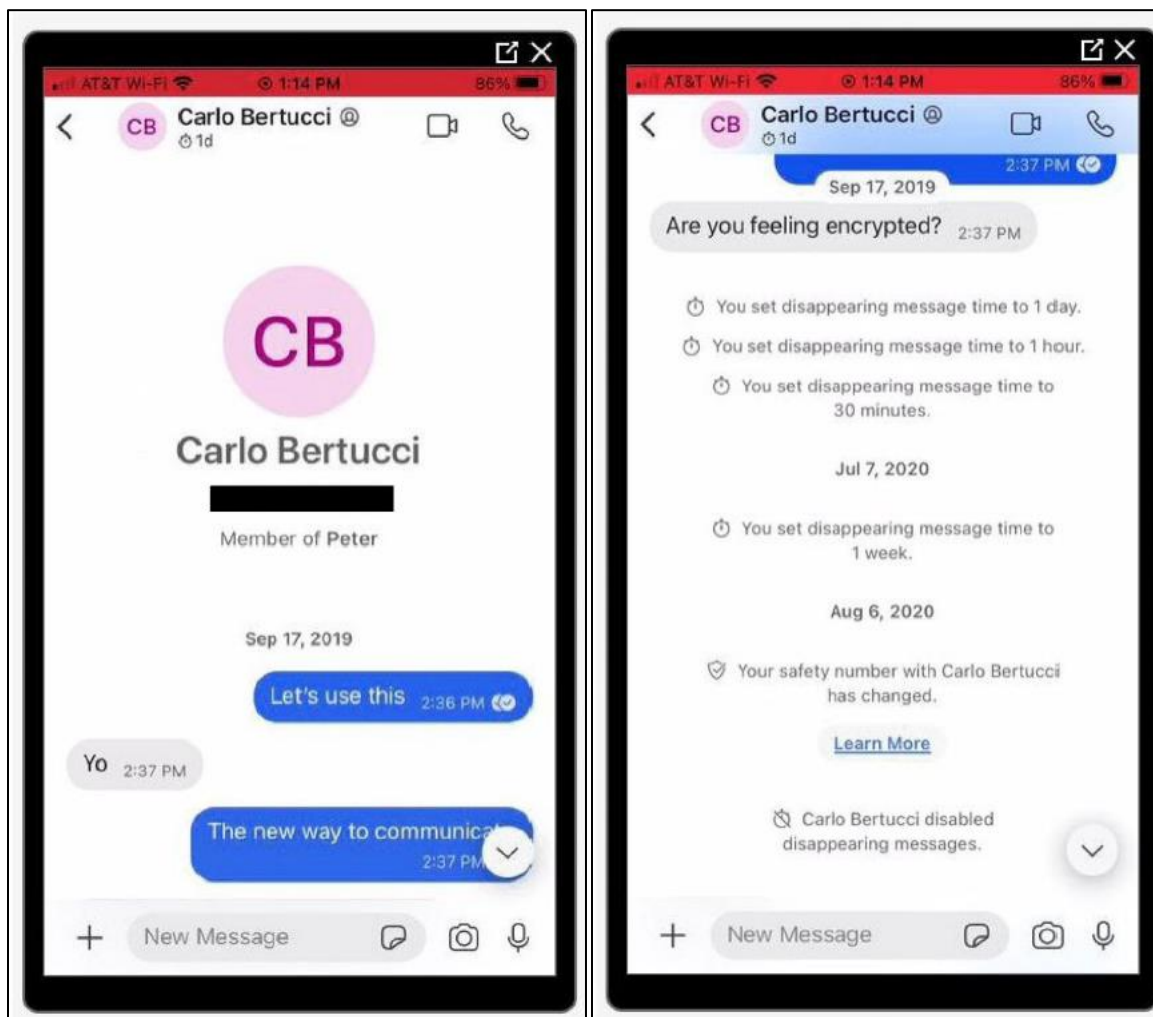 AT&T Wi-Fi 1:14 PM 86%
CB Carlo Bertucci
1d
CB
Carlo Bertucci
Member of Peter
Sep 17, 2019
Let's use this 2:36 PM
Yo 2:37 PM
The new way to
2:37 PM
New Message
AT&T Wi-Fi 1:14 PM 86%
CB Carlo Bertucci
1d
2:37 PM
Sep 17, 2019
Are you feeling encrypted? 2:37 PM
You set disappearing message time to 1 day.
You set disappearing message time to 1 hour.
You set disappearing message time to
30 minutes.
Jul 7, 2020
You set disappearing message time to
1 week.
Aug 6, 2020
Your safety number with Carlo Bertucci
has changed.
Learn More
Carlo Bertucci disabled
disappearing messages.
New Message